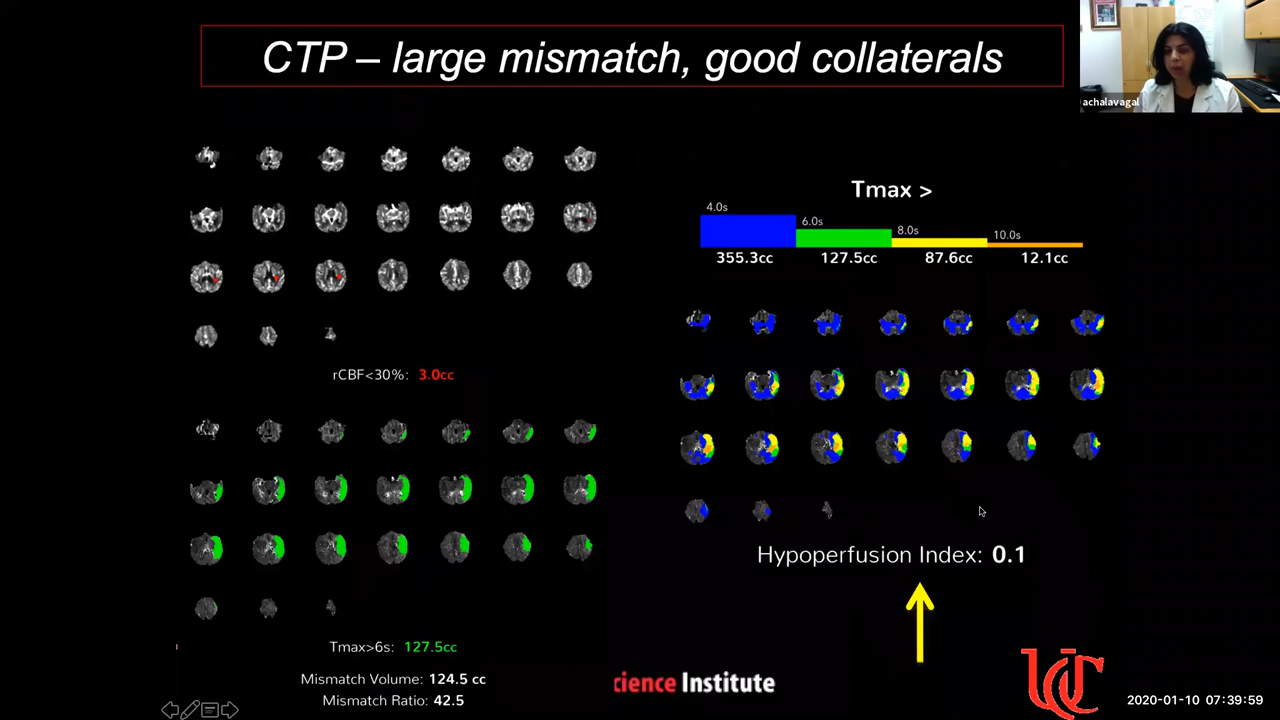 CTP – large mismatch, good collaterals
achalavagal
rCBF<30%: 3.0cc
Tmax>6s: 127.5cc
Mismatch Volume: 124.5 cc
Mismatch Ratio: 42.5
Tmax >
4.0s 6.0s 8.0s 10.0s
355.3cc 127.5cc 87.6cc 12.1cc
Hypoperfusion Index: 0.1
cience Institute
UC
2020-01-10 07:39:59